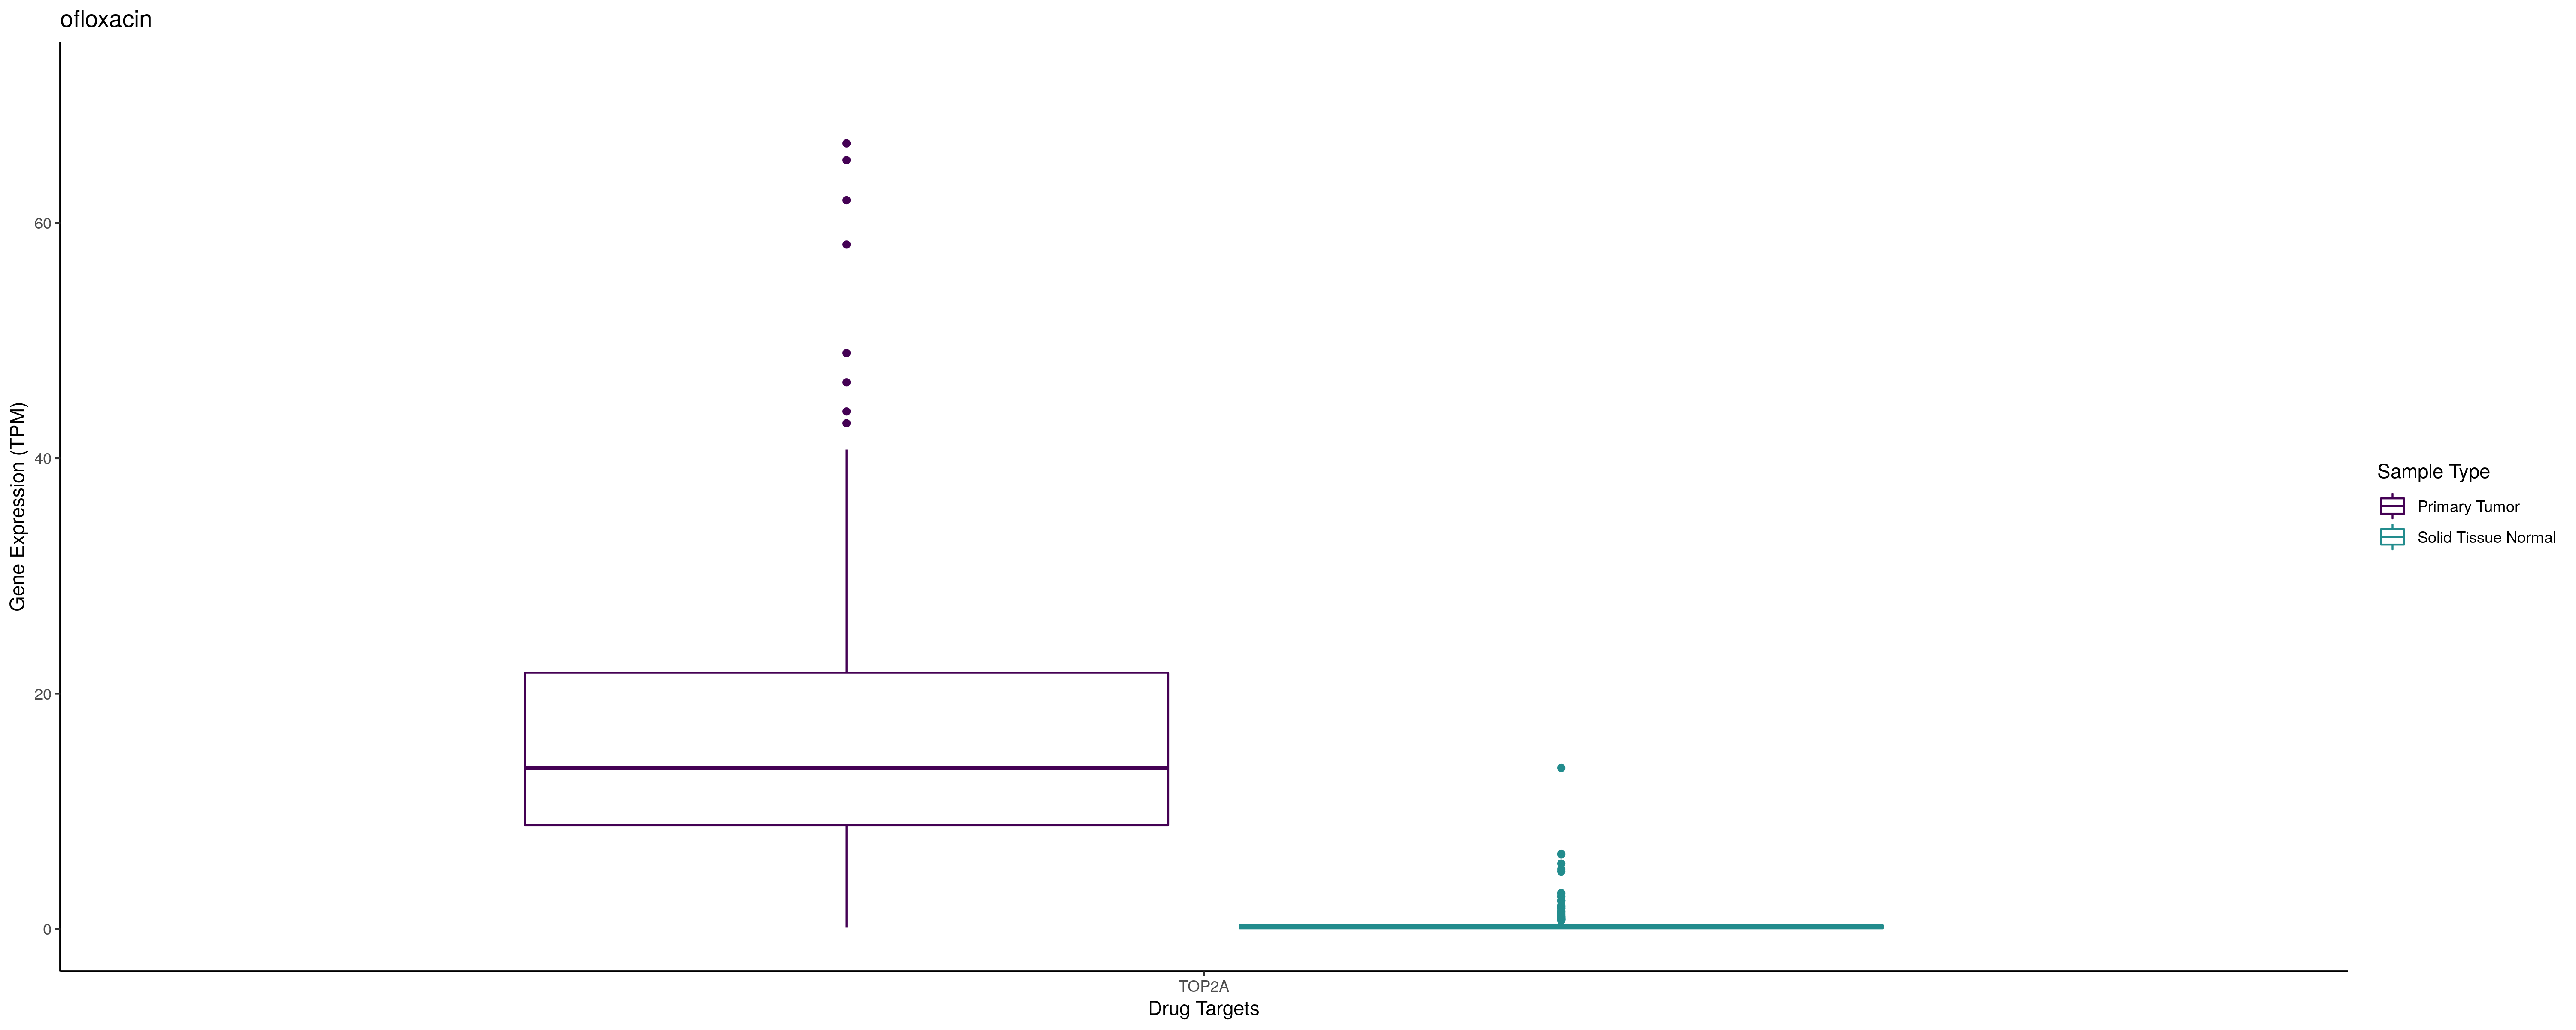 ofloxacin
Gene Expression (TPM)
60
40
20
0
TOP2A
Drug Targets
Sample Type
Primary Tumor
Solid Tissue Normal